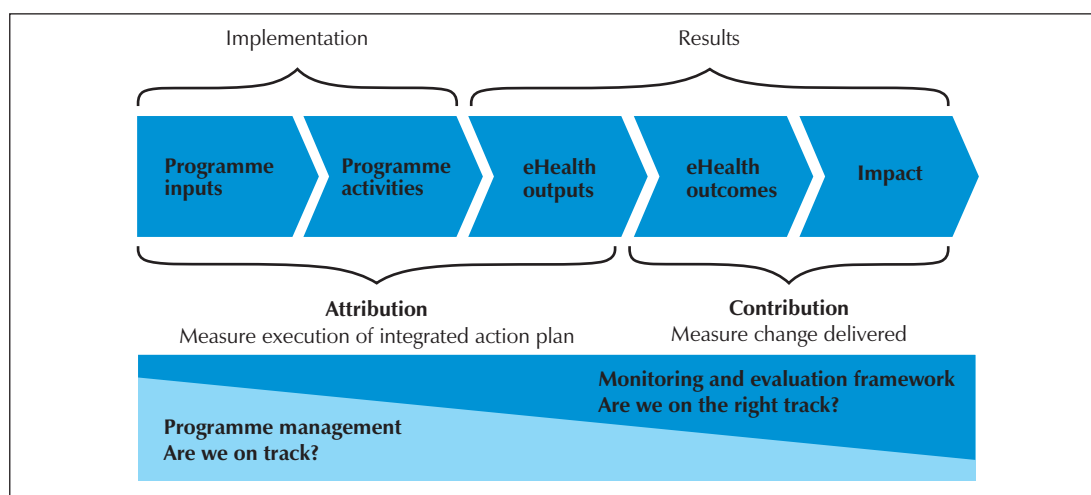 Implementation
Results
Programme
inputs
Programme
activities
eHealth
outputs
eHealth
outcomes
Impact
Attribution
Measure execution of integrated action plan
Contribution
Measure change delivered
Monitoring and evaluation framework
Are we on the right track?
Programme management
Are we on track?